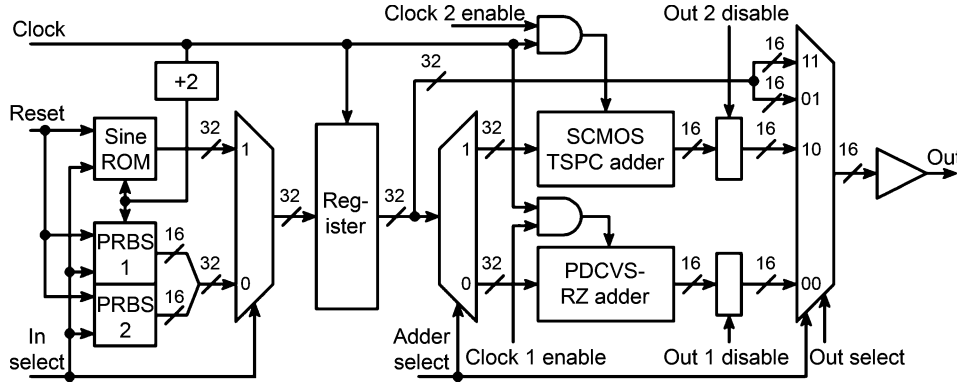 Clock 2 enable
Clock
Out 2 disable
16
11
32
16
+2
01
Reset
Sine
ROM
32
1
32
1
SCMOS
TSPC adder
16
16
10
16
Out
32
Reg-
ister
32
PRBS
1
16
32
0
PRBS
2
16
32
0
PDCVS-
RZ adder
16
16
00
In
select
Adder
select
Clock 1 enable
Out 1 disable
Out select